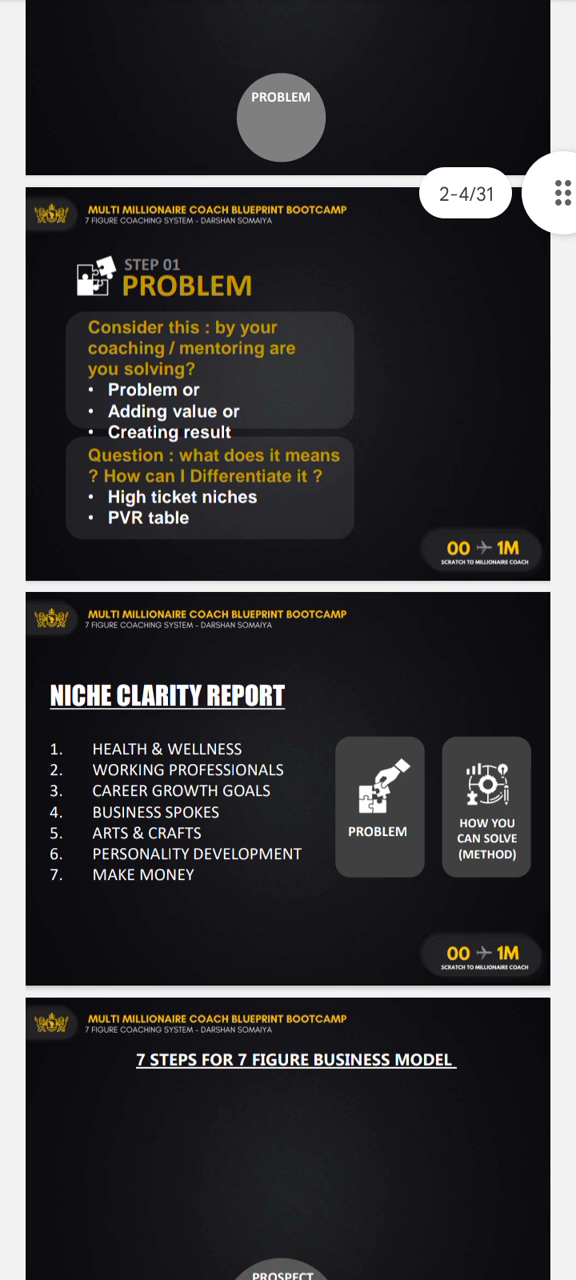 PROBLEM
2-4/31
MULTI MILLIONAIRE COACH BLUEPRINT BOOTCAMP
7 FIGURE COACHING SYSTEM - DARSHAN SOMAIYA
STEP 01
PROBLEM
Consider this : by your
coaching / mentoring are
you solving?
• Problem or
• Adding value or
• Creating result
Question : what does it means
? How can I Differentiate it ?
• High ticket niches
• PVR table
00 1M
SCRATCH TO MILLIONAIRE COACH
MULTI MILLIONAIRE COACH BLUEPRINT BOOTCAMP
7 FIGURE COACHING SYSTEM - DARSHAN SOMAIYA
NICHE CLARITY REPORT
1. HEALTH & WELLNESS
2. WORKING PROFESSIONALS
3. CAREER GROWTH GOALS
4. BUSINESS SPOKES
5. ARTS & CRAFTS
6. PERSONALITY DEVELOPMENT
7. MAKE MONEY
PROBLEM
HOW YOU
CAN SOLVE
(METHOD)
00 1M
SCRATCH TO MILLIONAIRE COACH
MULTI MILLIONAIRE COACH BLUEPRINT BOOTCAMP
7 FIGURE COACHING SYSTEM - DARSHAN SOMAIYA
7 STEPS FOR 7 FIGURE BUSINESS MODEL
PROSPECT